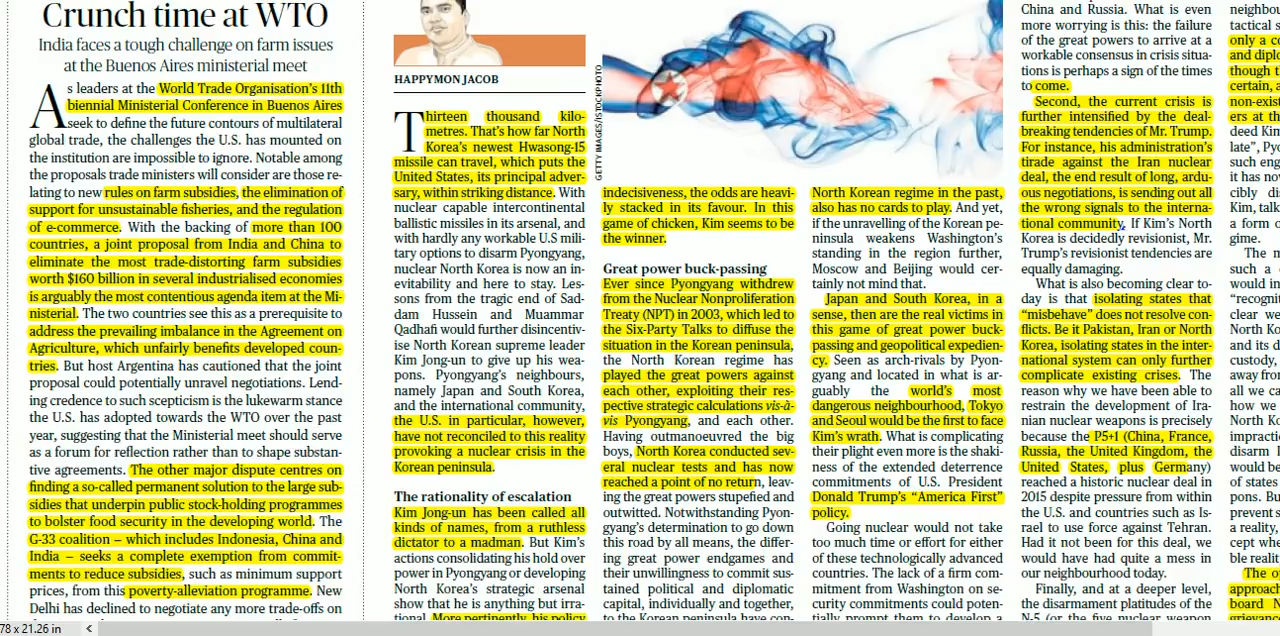 Crunch time at WTO
India faces a tough challenge on farm issues
at the Buenos Aires ministerial meet
As leaders at the World Trade Organisation's 11th
biennial Ministerial Conference in Buenos Aires
seek to define the future contours of multilateral
global trade, the challenges the U.S. has mounted on
the institution are impossible to ignore. Notable among
the proposals trade ministers will consider are those re-
lating to new rules on farm subsidies, the elimination of
support for unsustainable fisheries, and the regulation
of e-commerce. With the backing of more than 100
countries, a joint proposal from India and China to
eliminate the most trade-distorting farm subsidies
worth $160 billion in several industrialised economies
is arguably the most contentious agenda item at the Mi-
nisterial. The two countries see this as a prerequisite to
address the prevailing imbalance in the Agreement on
Agriculture, which unfairly benefits developed coun-
tries. But host Argentina has cautioned that the joint
proposal could potentially unravel negotiations. Lend-
ing credence to such scepticism is the lukewarm stance
the U.S. has adopted towards the WTO over the past
year, suggesting that the Ministerial meet should serve
as a forum for reflection rather than to shape substan-
tive agreements. The other major dispute centres on
finding a so-called permanent solution to the large sub-
sidies that underpin public stock-holding programmes
to bolster food security in the developing world. The
G-33 coalition – which includes Indonesia, China and
India – seeks a complete exemption from commit-
ments to reduce subsidies, such as minimum support
prices, from this poverty-alleviation programme. New
Delhi has declined to negotiate any more trade-offs on
HAPPYMON JACOB
Thirteen thousand kilo-
metres. That's how far North
Korea's newest Hwasong-15
missile can travel, which puts the
United States, its principal adver-
sary, within striking distance. With
nuclear capable intercontinental
ballistic missiles in its arsenal, and
with hardly any workable U.S mili-
tary options to disarm Pyongyang,
nuclear North Korea is now an in-
evitability and here to stay. Les-
sons from the tragic end of Sad-
dam Hussein and Muammar
Qadhafi would further disincentiv-
ise North Korean supreme leader
Kim Jong-un to give up his wea-
pons. Pyongyang's neighbours,
namely Japan and South Korea,
and the international community,
the U.S. in particular, however,
have not reconciled to this reality
provoking a nuclear crisis in the
Korean peninsula.
The rationality of escalation
Kim Jong-un has been called all
kinds of names, from a ruthless
dictator to a madman. But Kim's
actions consolidating his hold over
power in Pyongyang or developing
North Korea's strategic arsenal
show that he is anything but irra-
tional. More pertinently, his policy
GETTY IMAGES/ISTOCKPHOTO
indecisiveness, the odds are heavi-
ly stacked in its favour. In this
game of chicken, Kim seems to be
the winner.
Great power buck-passing
Ever since Pyongyang withdrew
from the Nuclear Nonproliferation
Treaty (NPT) in 2003, which led to
the Six-Party Talks to diffuse the
situation in the Korean peninsula,
the North Korean regime has
played the great powers against
each other, exploiting their res-
pective strategic calculations vis-à-
vis Pyongyang, and each other.
Having outmanoeuvred the big
boys, North Korea conducted sev-
eral nuclear tests and has now
reached a point of no return, leav-
ing the great powers stupefied and
outwitted. Notwithstanding Pyon-
gyang's determination to go down
this road by all means, the differ-
ing great power endgames and
their unwillingness to commit sus-
tained political and diplomatic
capital, individually and together,
to the Korean peninsula have con-
North Korean regime in the past,
also has no cards to play. And yet,
if the unravelling of the Korean pe-
ninsula weakens Washington's
standing in the region further,
Moscow and Beijing would cer-
tainly not mind that.
Japan and South Korea, in a
sense, then are the real victims in
this game of great power buck-
passing and geopolitical expedien-
cy. Seen as arch-rivals by Pyon-
gyang and located in what is ar-
guably the world's most
dangerous neighbourhood, Tokyo
and Seoul would be the first to face
Kim's wrath. What is complicating
their plight even more is the shaki-
ness of the extended deterrence
commitments of U.S. President
Donald Trump's “America First”
policy.
Going nuclear would not take
too much time or effort for either
of these technologically advanced
countries. The lack of a firm com-
mitment from Washington on se-
curity commitments could poten-
tially prompt them to develop a
China and Russia. What is even
more worrying is this: the failure
of the great powers to arrive at a
workable consensus in crisis situa-
tions is perhaps a sign of the times
to come.
Second, the current crisis is
further intensified by the deal-
breaking tendencies of Mr. Trump.
For instance, his administration's
tirade against the Iran nuclear
deal, the end result of long, ardu-
ous negotiations, is sending out all
the wrong signals to the interna-
tional community. If Kim's North
Korea is decidedly revisionist, Mr.
Trump's revisionist tendencies are
equally damaging.
What is also becoming clear to-
day is that isolating states that
“misbehave” does not resolve con-
flicts. Be it Pakistan, Iran or North
Korea, isolating states in the inter-
national system can only further
complicate existing crises. The
reason why we have been able to
restrain the development of Ira-
nian nuclear weapons is precisely
because the P5+1 (China, France,
Russia, the United Kingdom, the
United States, plus Germany)
reached a historic nuclear deal in
2015 despite pressure from within
the U.S. and countries such as Is-
rael to use force against Tehran.
Had it not been for this deal, we
would have had quite a mess in
our neighbourhood today.
Finally, and at a deeper level,
the disarmament platitudes of the
N-5 (or the five nuclear weapon
78 x 21.26 in